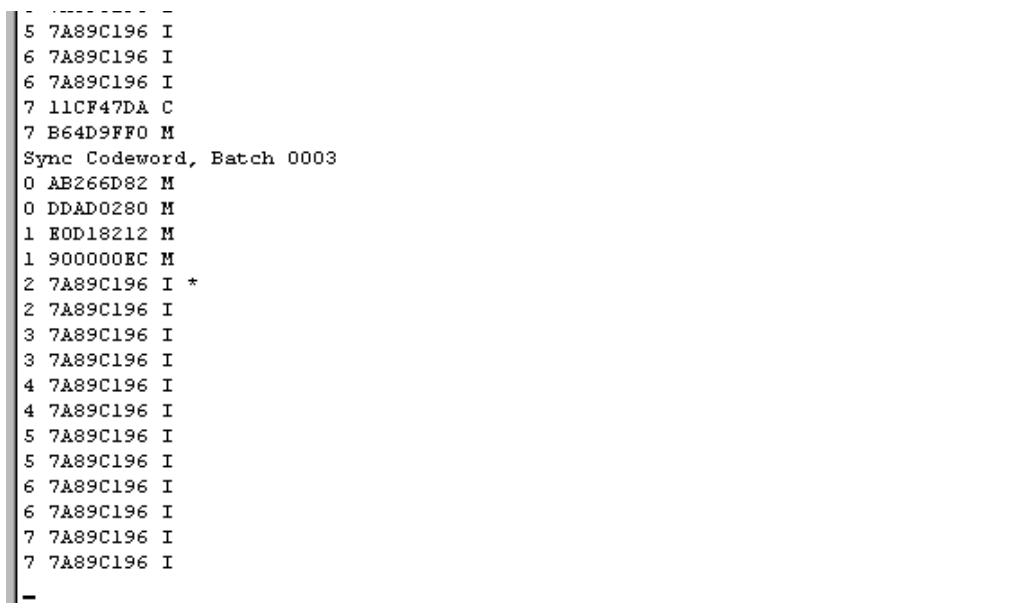 5 7A89C196 I
6 7A89C196 I
6 7A89C196 I
7 11CF47DA C
7 B64D9FF0 M
Sync Codeword, Batch 0003
0 AB266D82 M
0 DDAD0280 M
1 E0D18212 M
1 900000EC M
2 7A89C196 I *
2 7A89C196 I
3 7A89C196 I
3 7A89C196 I
4 7A89C196 I
4 7A89C196 I
5 7A89C196 I
5 7A89C196 I
6 7A89C196 I
6 7A89C196 I
7 7A89C196 I
7 7A89C196 I